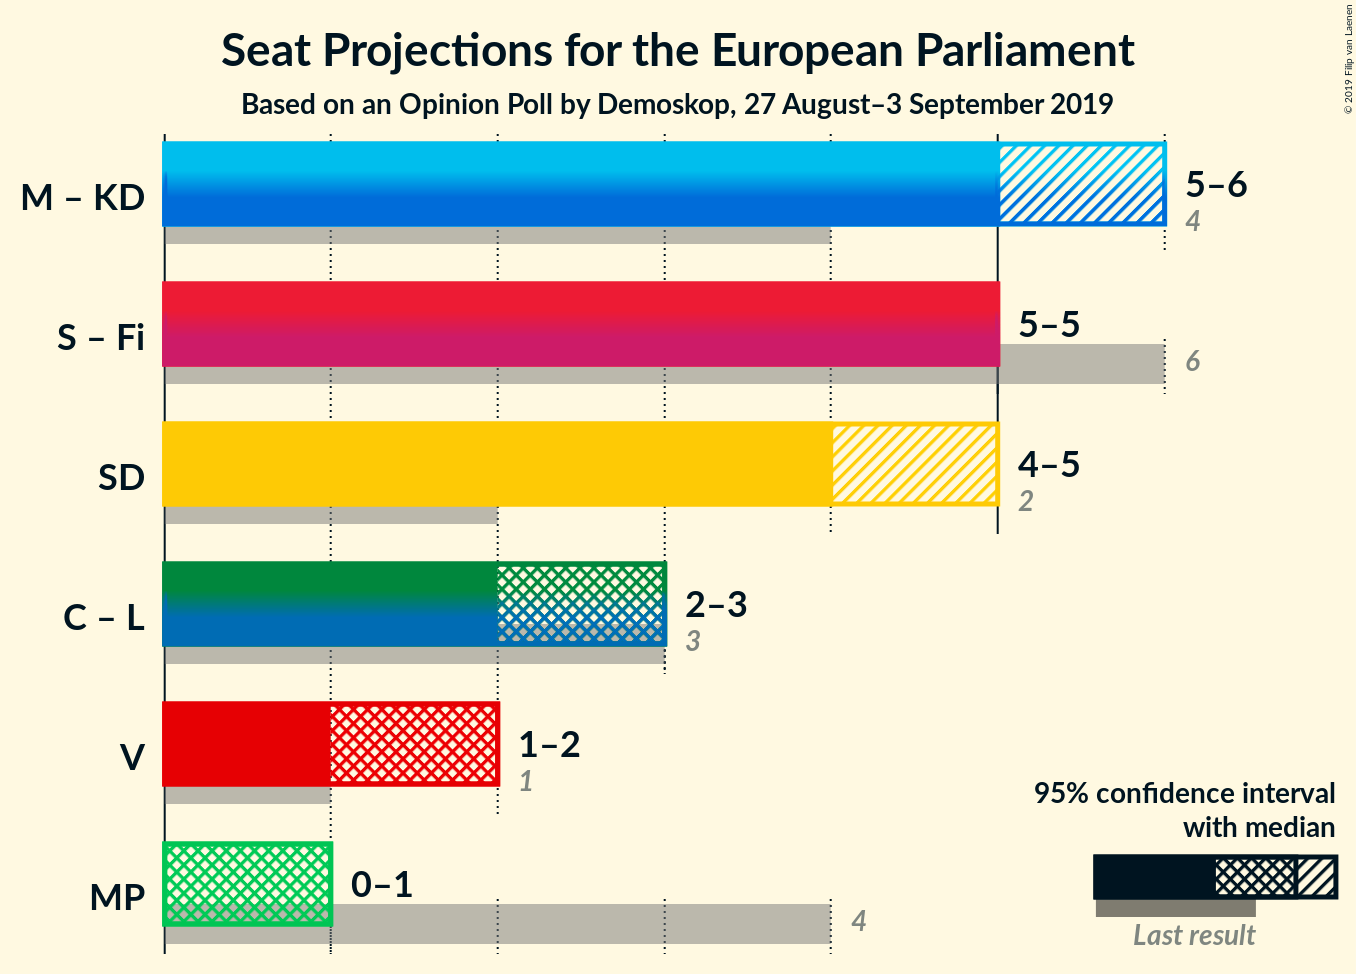 Seat Projections for the European Parliament
Based on an Opinion Poll by Demoskop, 27 August–3 September 2019
© 2019 Filip van Laenen
M – KD
5–6
4
S – Fi
5–5
6
SD
4–5
2
C – L
2–3
3
V
1–2
1
MP
0–1
4
95% confidence interval
with median
Last result